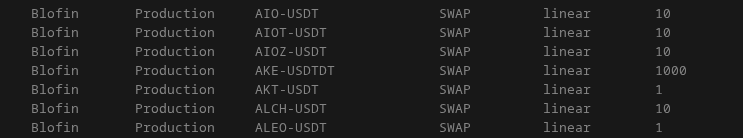 Blofin Production AIO-USDT SWAP linear 10
Blofin Production AIOT-USDT SWAP linear 10
Blofin Production AIOZ-USDT SWAP linear 10
Blofin Production AKE-USDTDT SWAP linear 1000
Blofin Production AKT-USDT SWAP linear 1
Blofin Production ALCH-USDT SWAP linear 10
Blofin Production ALEO-USDT SWAP linear 1